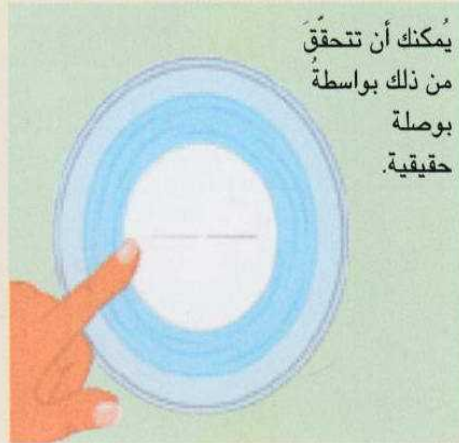 يُمكنك أن تتحقَّقَ
من ذلك بواسطةُ
بوصلة
حقيقية.